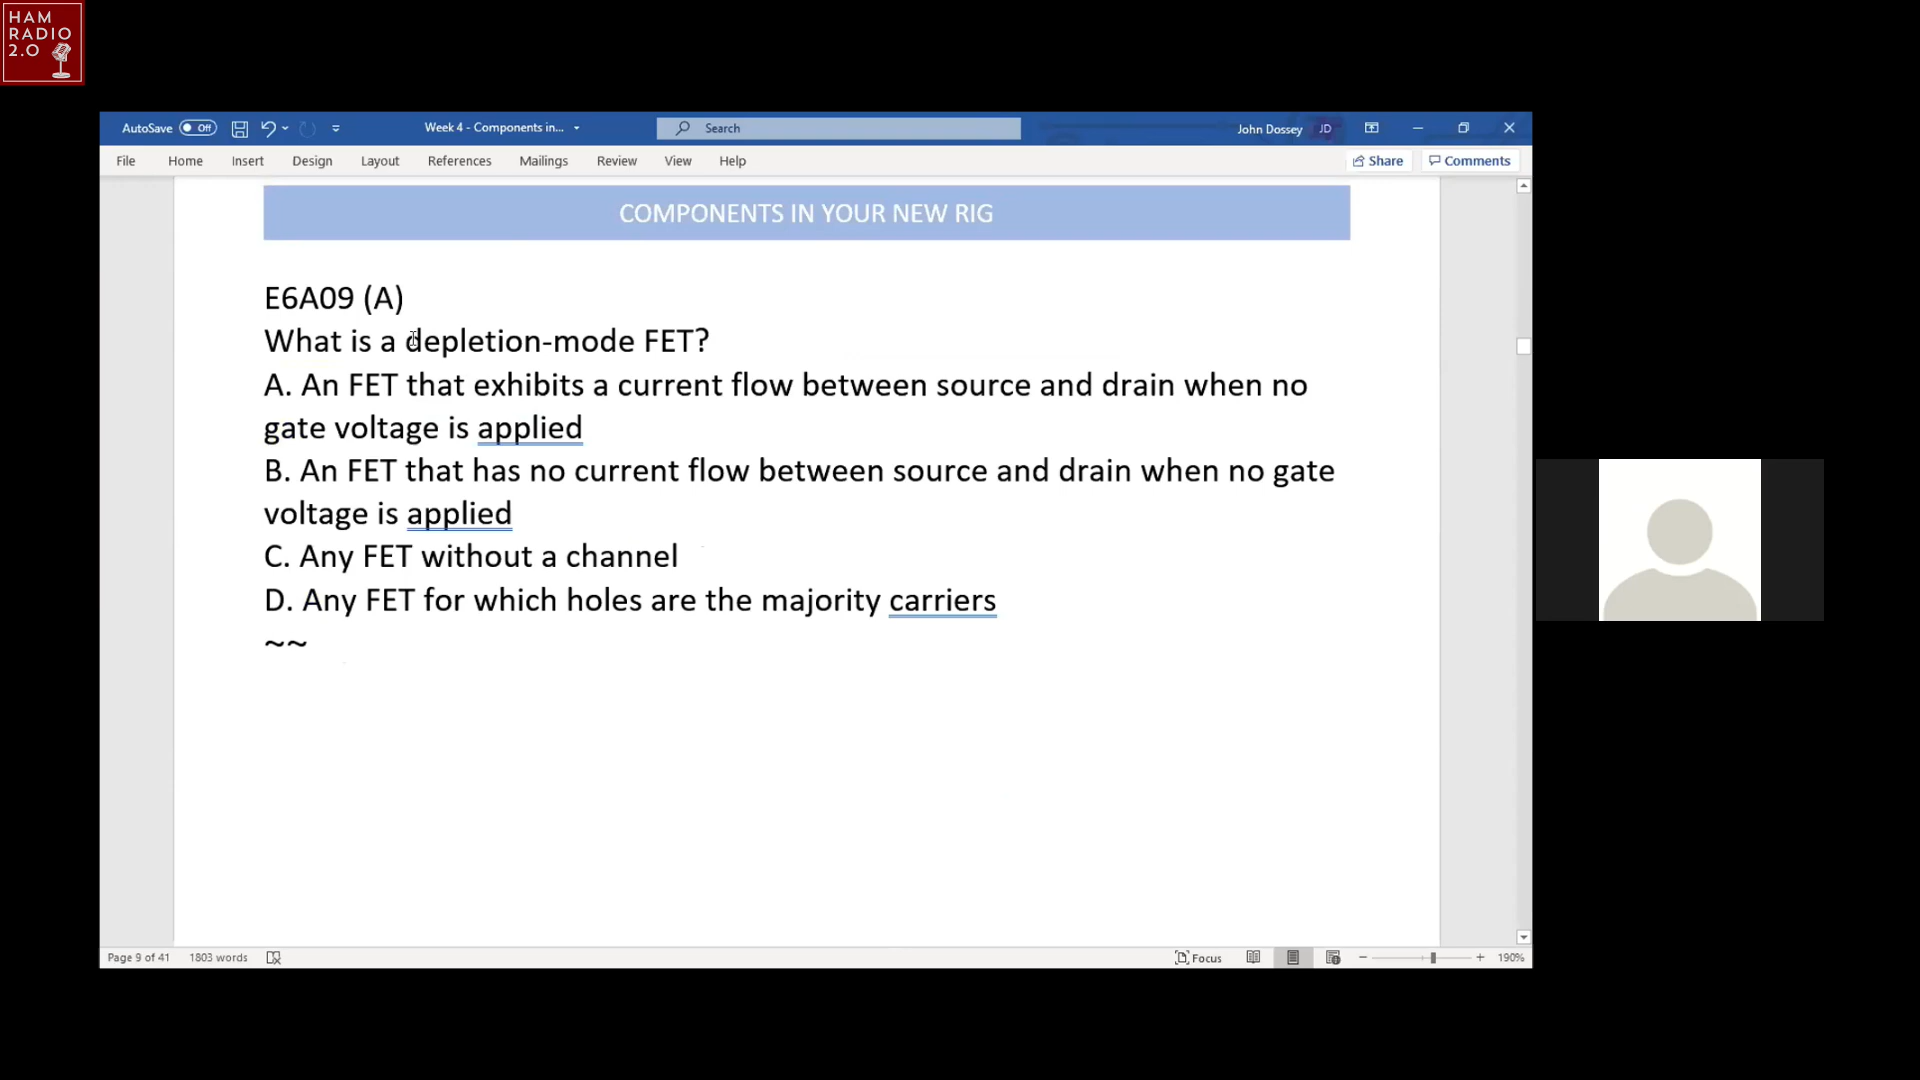 HAM
RADIO
2.0
AutoSave Off
Week 4 - Components in...
Search
John Dossey JD
File Home Insert Design Layout References Mailings Review View Help
Share Comments
COMPONENTS IN YOUR NEW RIG
E6A09 (A)
What is a depletion-mode FET?
A. An FET that exhibits a current flow between source and drain when no
gate voltage is applied
B. An FET that has no current flow between source and drain when no gate
voltage is applied
C. Any FET without a channel
D. Any FET for which holes are the majority carriers
~~
Page 9 of 41 1803 words
Focus
190%